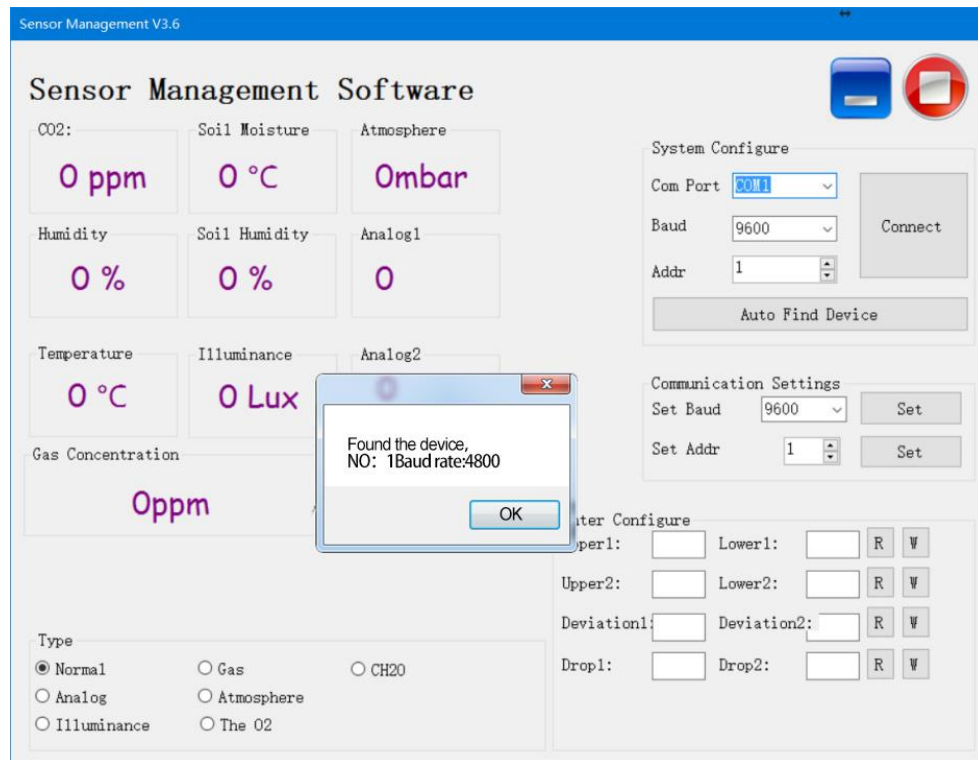 Sensor Management V3.6
Sensor Management Software
CO2:
Soil Moisture
Atmosphere
0 ppm
0 °C
0mbar
Humidity
Soil Humidity
Analog1
0 %
0 %
0
Temperature
Illuminance
Analog2
0 °C
0 Lux
0
Gas Concentration
0ppm
System Configure
Com Port COM1
Baud 9600
Addr 1
Connect
Auto Find Device
Communication Settings
Set Baud 9600 Set
Set Addr 1 Set
Found the device,
NO: 1Baud rate:4800
OK
Configure
Lower1: R W
Upper2: Lower2: R W
Deviation1: Deviation2: R W
Drop1: Drop2: R W
Type
Normal Gas CH2O
Analog Atmosphere
Illuminance The O2